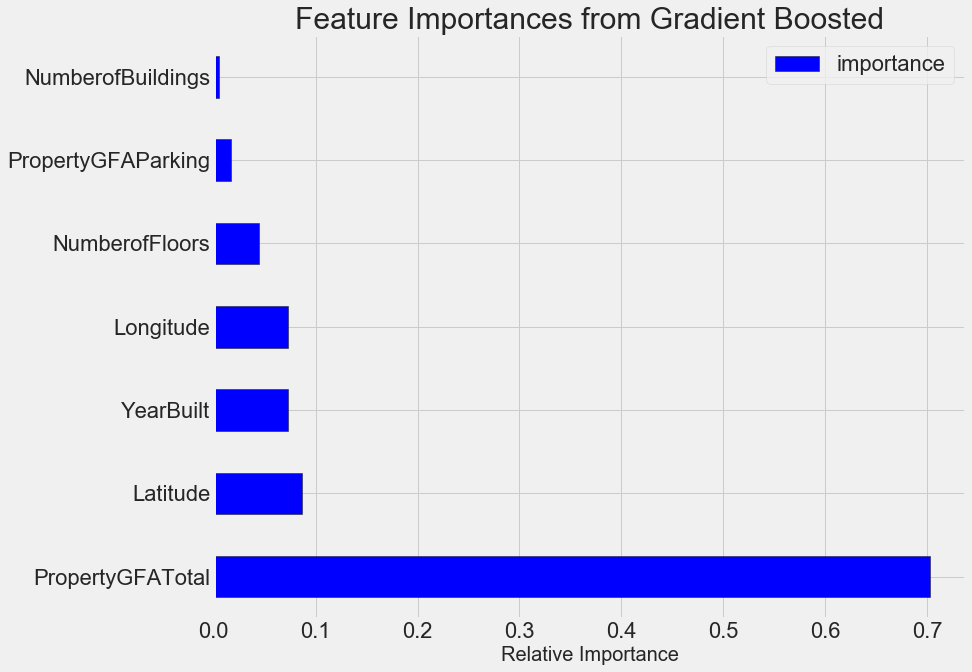 Feature Importances from Gradient Boosted
importance
NumberofBuildings
PropertyGFAParking
NumberofFloors
Longitude
YearBuilt
Latitude
PropertyGFATotal
0.0 0.1 0.2 0.3 0.4 0.5 0.6 0.7
Relative Importance